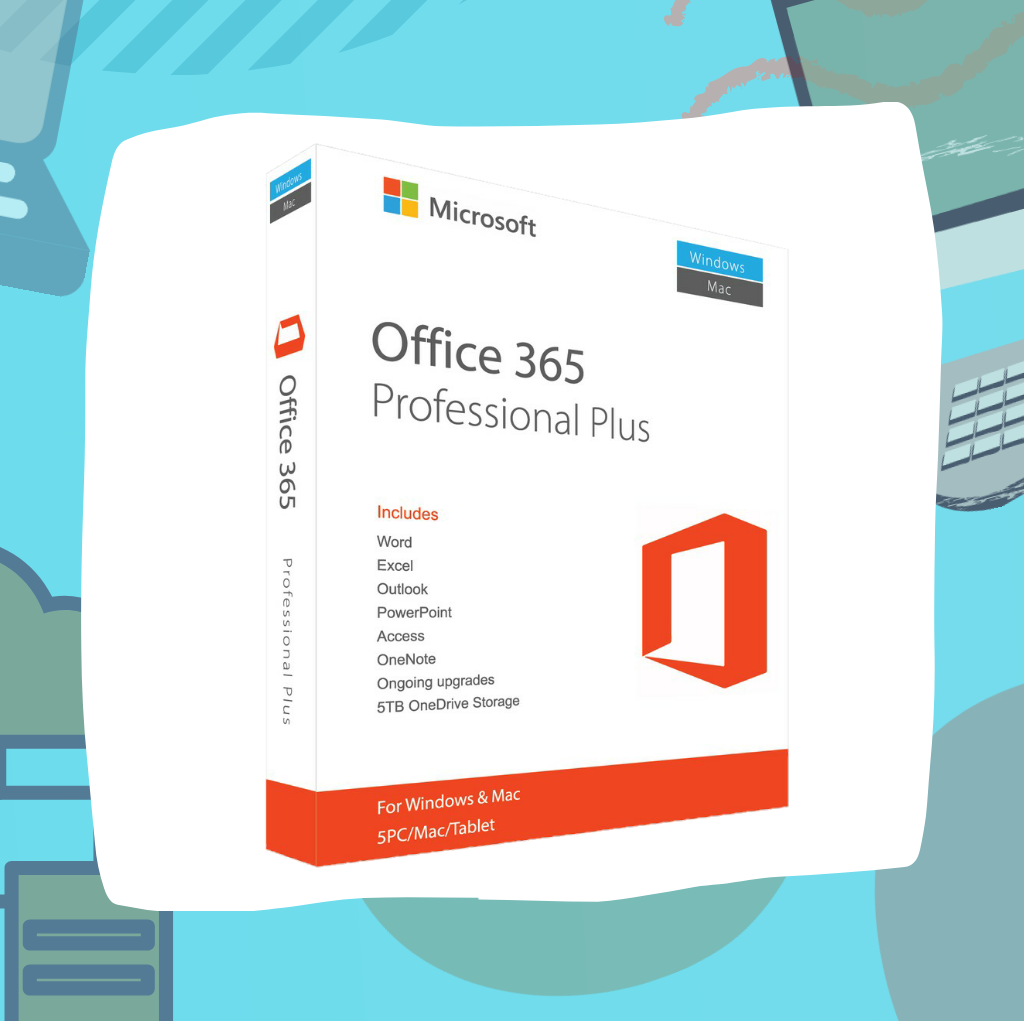 Windows
Mac
Office 365
Professional Plus
Microsoft
Windows
Mac
Office 365
Professional Plus
Includes
Word
Excel
Outlook
PowerPoint
Access
OneNote
Ongoing upgrades
5TB OneDrive Storage
For Windows & Mac
5PC/Mac/Tablet